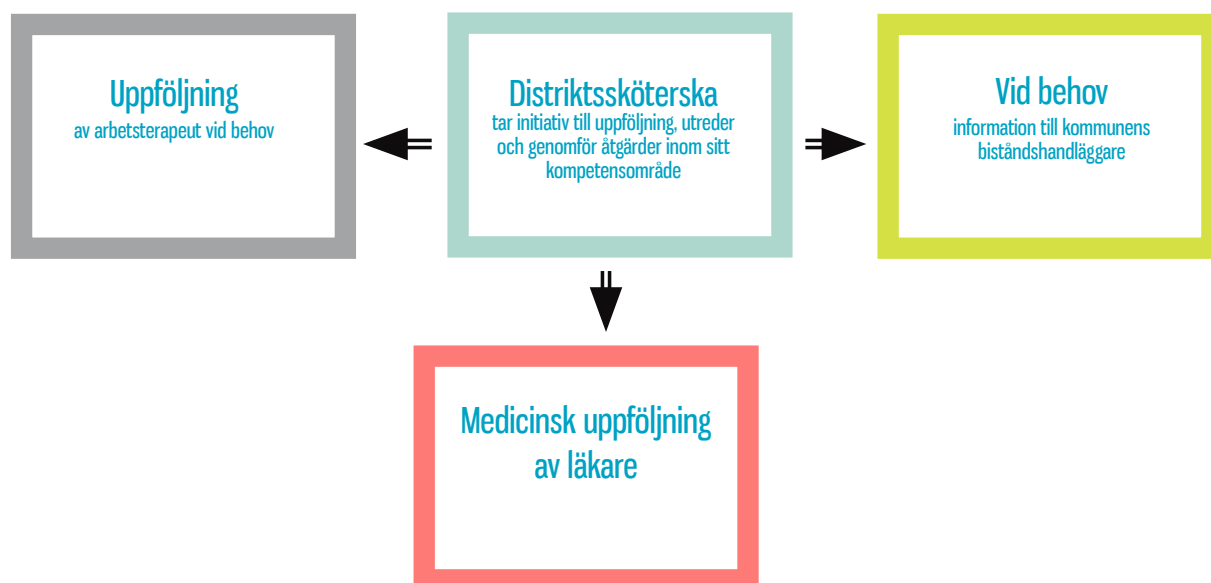 Uppföljning
av arbetsterapeut vid behov
Distriktssköterska
tar initiativ till uppföljning, utreder
och genomför åtgärder inom sitt
kompetensområde
Vid behov
information till kommunens
biståndshandläggare
Medicinsk uppföljning
av läkare